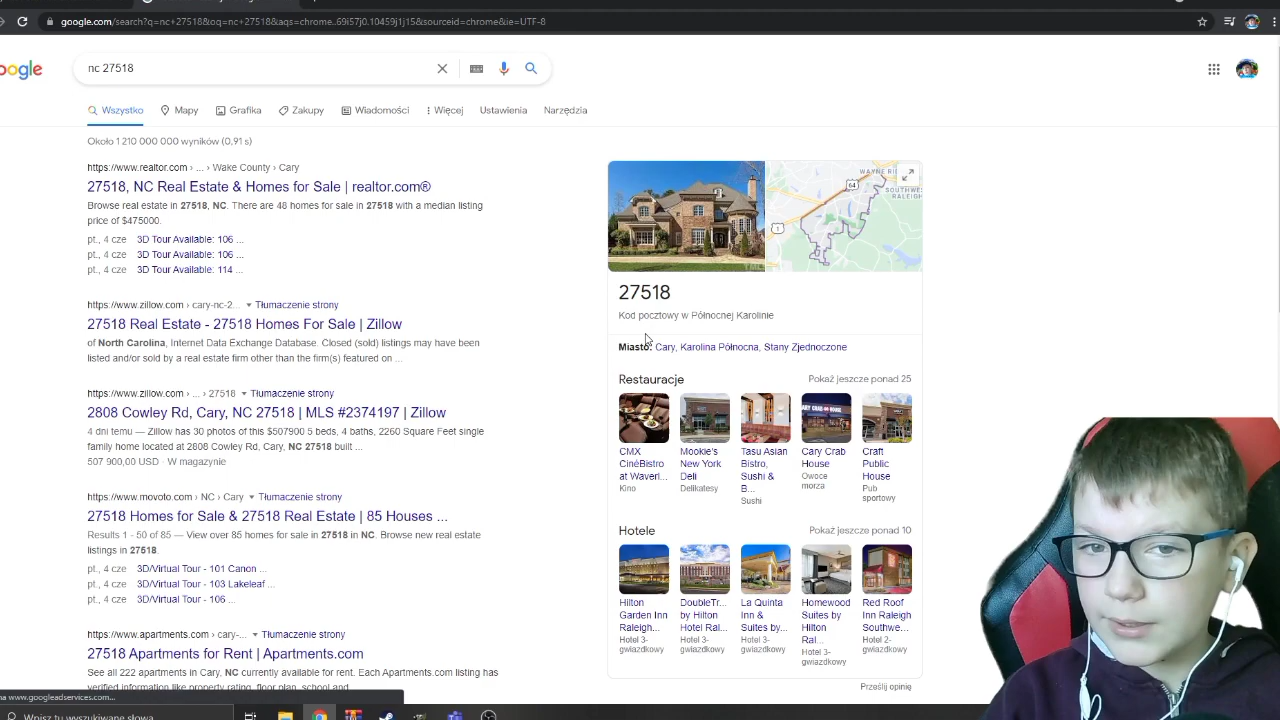 google.com/search?q=nc+27518&oq=nc+27518&aqs=chrome..69i57j0.10459j1j15&sourceid=chrome&ie=UTF-8
oogle
nc 27518
Wszystko
Mapy
Grafika
Zakupy
Wiadomości
Więcej
Ustawienia
Narzędzia
Około 1 210 000 000 wyników (0,91 s)
https://www.realtor.com › ... › Wake County › Cary
27518, NC Real Estate & Homes for Sale | realtor.com®
Browse real estate in 27518, NC. There are 48 homes for sale in 27518 with a median listing
price of $475000.
pt., 4 cze 3D Tour Available: 106 ...
pt., 4 cze 3D Tour Available: 106 ...
pt., 4 cze 3D Tour Available: 114 ...
https://www.zillow.com › cary-nc-2... Tłumaczenie strony
27518 Real Estate - 27518 Homes For Sale | Zillow
of North Carolina, Internet Data Exchange Database. Closed (sold) listings may have been
listed and/or sold by a real estate firm other than the firm(s) featured on ...
https://www.zillow.com › ... › 27518 Tłumaczenie strony
2808 Cowley Rd, Cary, NC 27518 | MLS #2374197 | Zillow
4 dni temu — Zillow has 30 photos of this $507900 5 beds, 4 baths, 2260 Square Feet single
family home located at 2808 Cowley Rd, Cary, NC 27518 built ...
507 900,00 USD · W magazynie
https://www.movoto.com › NC › Cary Tłumaczenie strony
27518 Homes for Sale & 27518 Real Estate | 85 Houses ...
Results 1 - 50 of 85 — View over 85 homes for sale in 27518 in NC. Browse new real estate
listings in 27518.
pt., 4 cze 3D/Virtual Tour - 101 Canon ...
pt., 4 cze 3D/Virtual Tour - 103 Lakeleaf ...
pt., 4 cze 3D/Virtual Tour - 106 ...
https://www.apartments.com › cary-... Tłumaczenie strony
27518 Apartments for Rent | Apartments.com
See all 222 apartments in Cary, NC currently available for rent. Each Apartments.com listing has
verified information like property rating, floor plan, school and
na www.googleadservices.com...
Wpisz tu wyszukiwane słowa
64
1
SOUTHWE
RALEIGH
27518
Kod pocztowy w Północnej Karolinie
Miasto: Cary, Karolina Północna, Stany Zjednoczone
Restauracje
Pokaż jeszcze ponad 25
CMX
CinéBistro
at Waverl...
Kino
Mookie's
New York
Deli
Delikatesy
Tasu Asian
Bistro,
Sushi &
B...
Sushi
Cary Crab
House
Owoce
morza
Craft
Public
House
Pub
sportowy
Hotele
Pokaż jeszcze ponad 10
Hilton
Garden Inn
Raleigh...
Hotel 3-
gwiazdkowy
DoubleTr...
by Hilton
Hotel Ral...
Hotel 3-
gwiazdkowy
La Quinta
Inn &
Suites by...
Hotel 3-
gwiazdkowy
Homewood
Suites by
Hilton
Ral...
Hotel 3-
gwiazdkowy
Red Roof
Inn Raleigh
Southwe...
Hotel 2-
gwiazdkowy
Prześlij opinię